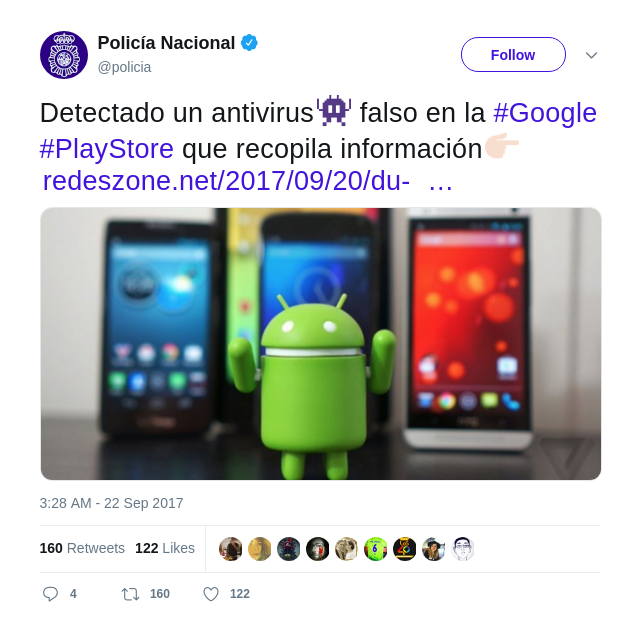 Policía Nacional
@policia
Follow
Detectado un antivirus falso en la #Google
#PlayStore que recopila información
redeszone.net/2017/09/20/du- …
3:28 AM - 22 Sep 2017
160 Retweets 122 Likes
4 160 122